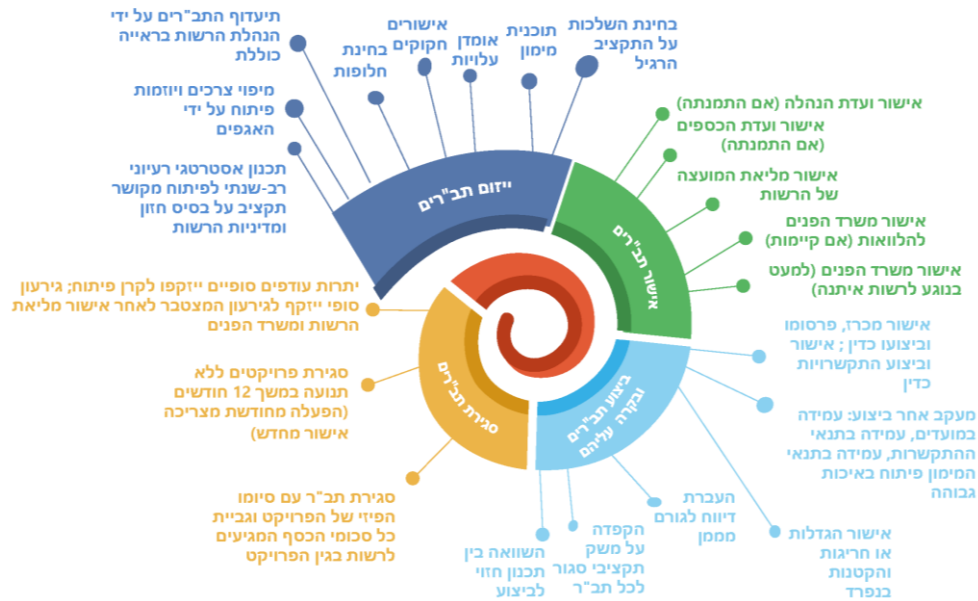 תיעדוף התב"רים על ידי
הנהלת הרשות בראייה
כוללת
מיפוי צרכים ויוזמות
פיתוח על ידי
האגפים
תכנון אסטרטגי רעיוני
רב-שנתי לפיתוח מקושר
תקציב על בסיס חזון
ומדיניות הרשות
בחינת
חלופות
אישורים
חקוקים
אומדן
עלויות
תוכנית
מימון
בחינת השלכות
על התקציב
הרגיל
ייזום תב"רים
אישור ועדת הנהלה (אם התמנתה)
אישור ועדת הכספים
(אם התמנתה)
אישור מליאת המועצה
של הרשות
אישור משרד הפנים
להלוואות (אם קיימות)
אישור משרד הפנים (למעט
בנוגע לרשות איתנה)
אישור תב"רים
אישור מכרז, פרסומו
וביצועו כדין ; אישור
וביצוע התקשרויות
כדין
מעקב אחר ביצוע: עמידה
במועדים, עמידה בתנאי
ההתקשרות, עמידה בתנאי
המימון פיתוח באיכות
גבוהה
אישור הגדלות
או חריגות
והקטנות
בנפרד
העברת
דיווח לגורם
מממן
הקפדה
על משק
תקציבי סגור
לכל תב"ר
השוואה בין
תכנון חזוי
לביצוע
ביצוע תב"רים
ובקרה עליהם
סגירת תב"ר עם סיומו
הפיזי של הפרויקט וגביית
כל סכומי הכסף המגיעים
לרשות בגין הפרויקט
סגירת פרויקטים ללא
תנועה במשך 12 חודשים
(הפעלה מחודשת מצריכה
אישור מחדש)
יתרות עודפים סופיים ייזקפו לקרן פיתוח; גירעון
סופי ייזקף לגירעון המצטבר לאחר אישור מליאת
הרשות ומשרד הפנים
סגירת תב"רים